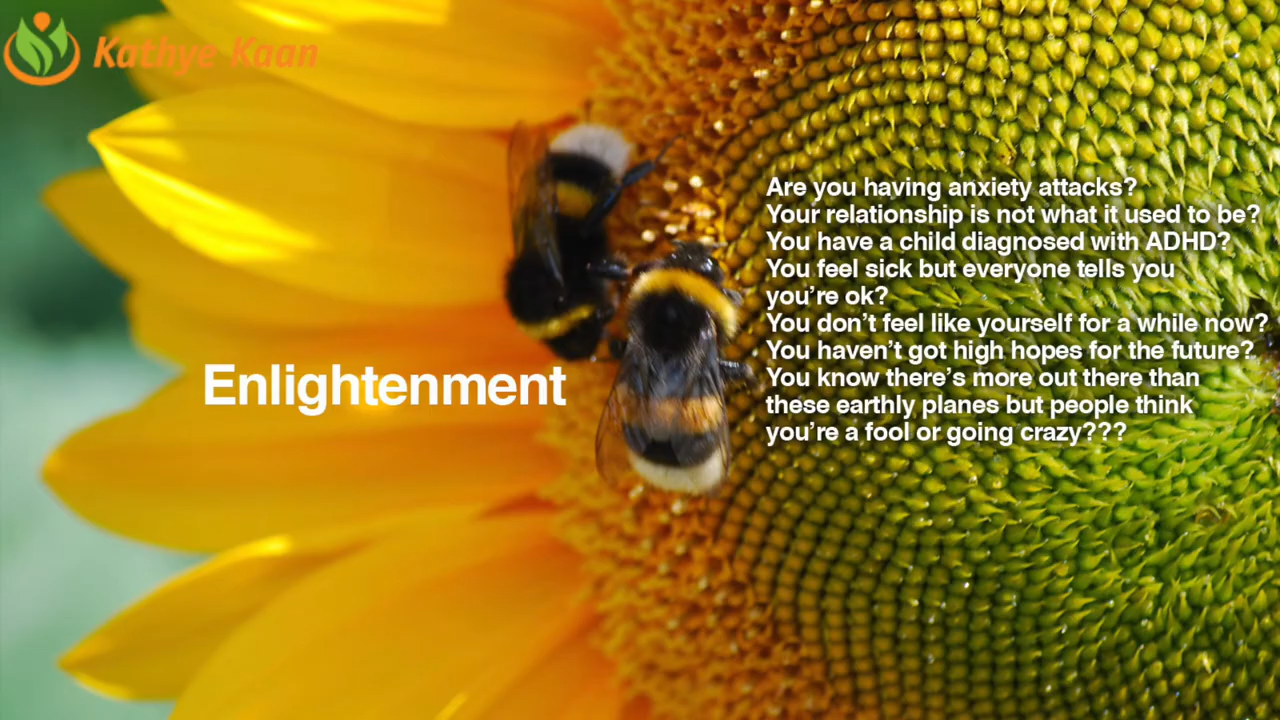 Kathye Kaan
Enlightenment
Are you having anxiety attacks?
Your relationship is not what it used to be?
You have a child diagnosed with ADHD?
You feel sick but everyone tells you
you're ok?
You don't feel like yourself for a while now?
You haven't got high hopes for the future?
You know there's more out there than
these earthly planes but people think
you're a fool or going crazy???